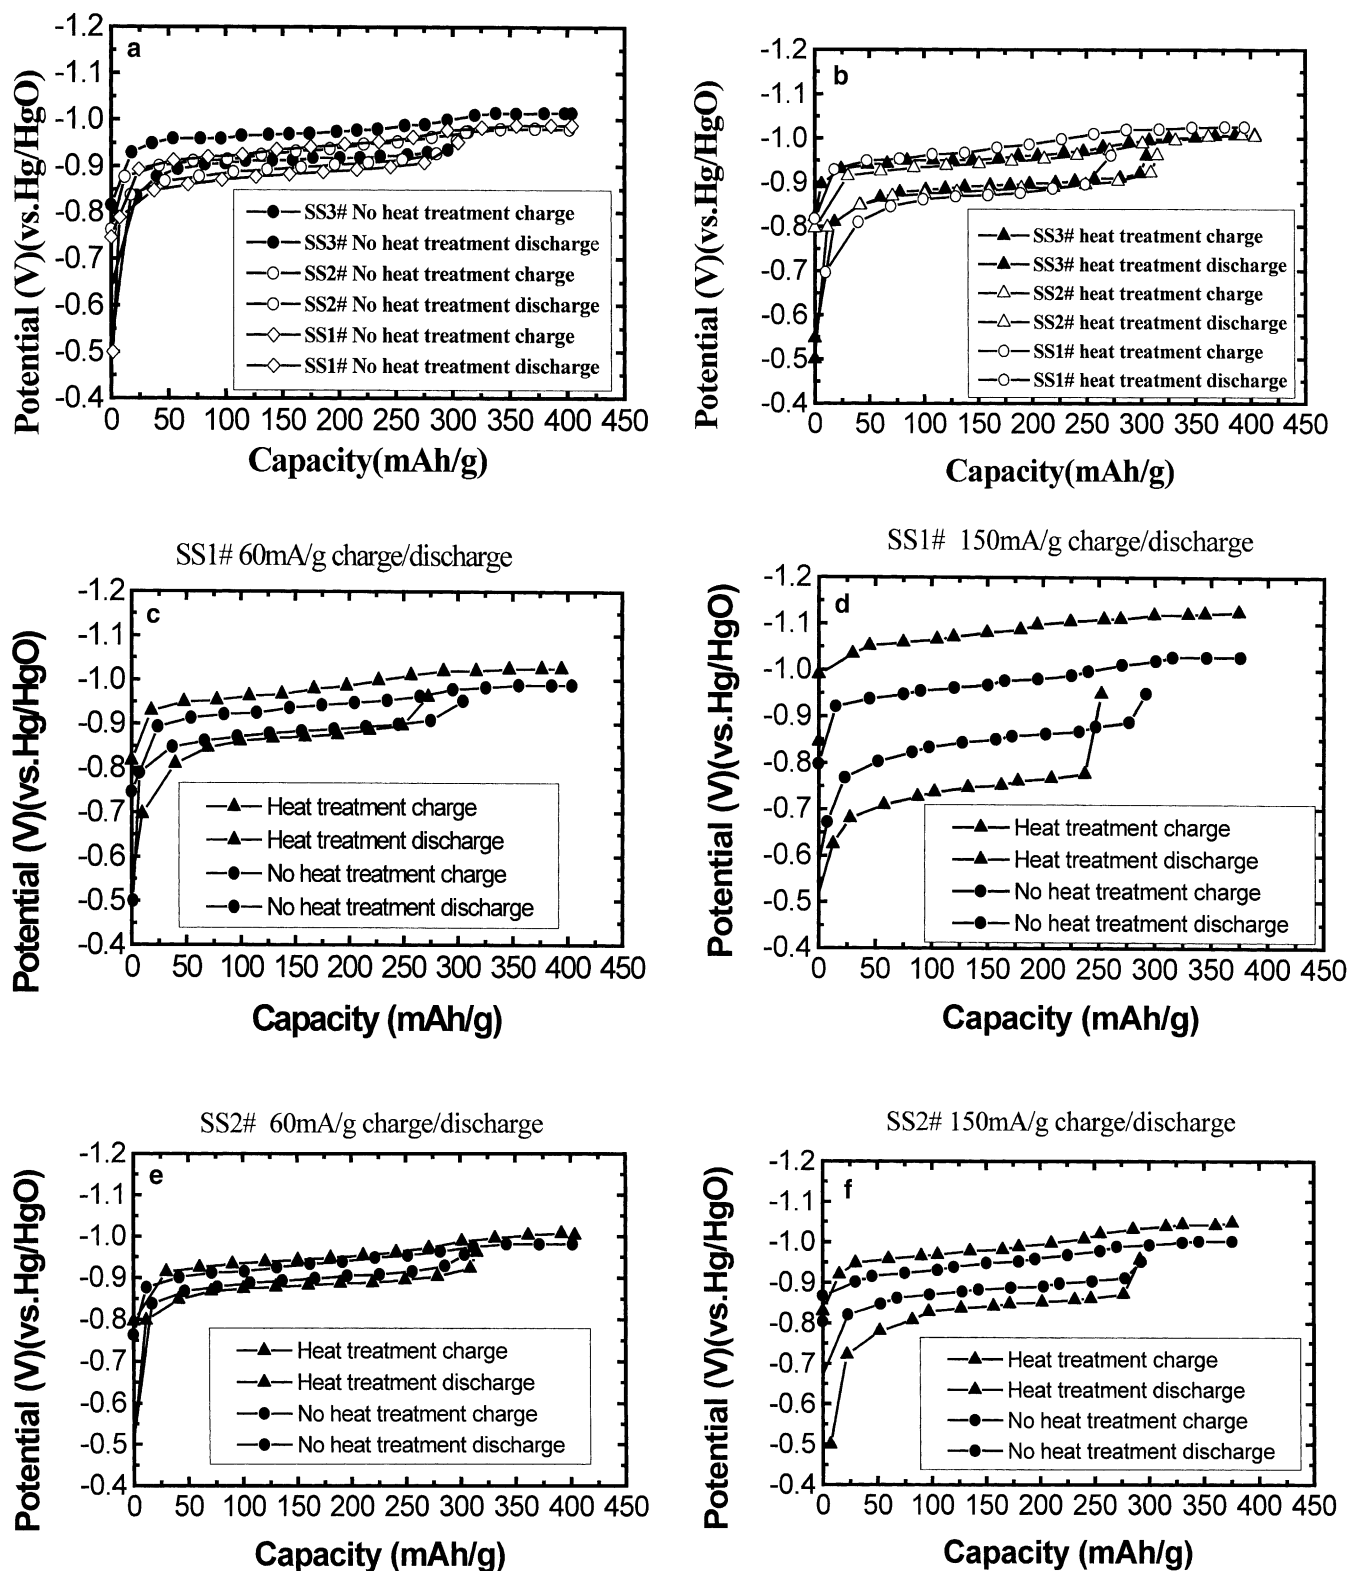 a
-1.2
-1.1
-1.0
-0.9
-0.8
-0.7
-0.6
-0.5
-0.4
Potential (V)(vs.Hg/HgO)
SS3# No heat treatment charge
SS3# No heat treatment discharge
SS2# No heat treatment charge
SS2# No heat treatment discharge
SS1# No heat treatment charge
SS1# No heat treatment discharge
0 50 100 150 200 250 300 350 400 450
Capacity(mAh/g)
b
-1.2
-1.1
-1.0
-0.9
-0.8
-0.7
-0.6
-0.5
-0.4
Potential (V)(vs.Hg/HgO)
SS3# heat treatment charge
SS3# heat treatment discharge
SS2# heat treatment charge
SS2# heat treatment discharge
SS1# heat treatment charge
SS1# heat treatment discharge
0 50 100 150 200 250 300 350 400 450
Capacity(mAh/g)
SS1# 60mA/g charge/discharge
c
-1.2
-1.1
-1.0
-0.9
-0.8
-0.7
-0.6
-0.5
-0.4
Potential (V)(vs.Hg/HgO)
Heat treatment charge
Heat treatment discharge
No heat treatment charge
No heat treatment discharge
0 50 100 150 200 250 300 350 400 450
Capacity (mAh/g)
SS1# 150mA/g charge/discharge
d
-1.2
-1.1
-1.0
-0.9
-0.8
-0.7
-0.6
-0.5
-0.4
Potential (V)(vs.Hg/HgO)
Heat treatment charge
Heat treatment discharge
No heat treatment charge
No heat treatment discharge
0 50 100 150 200 250 300 350 400 450
Capacity (mAh/g)
SS2# 60mA/g charge/discharge
e
-1.2
-1.1
-1.0
-0.9
-0.8
-0.7
-0.6
-0.5
-0.4
Potential (V)(vs.Hg/HgO)
Heat treatment charge
Heat treatment discharge
No heat treatment charge
No heat treatment discharge
0 50 100 150 200 250 300 350 400 450
Capacity (mAh/g)
SS2# 150mA/g charge/discharge
f
-1.2
-1.1
-1.0
-0.9
-0.8
-0.7
-0.6
-0.5
-0.4
Potential (V)(vs.Hg/HgO)
Heat treatment charge
Heat treatment discharge
No heat treatment charge
No heat treatment discharge
0 50 100 150 200 250 300 350 400 450
Capacity (mAh/g)